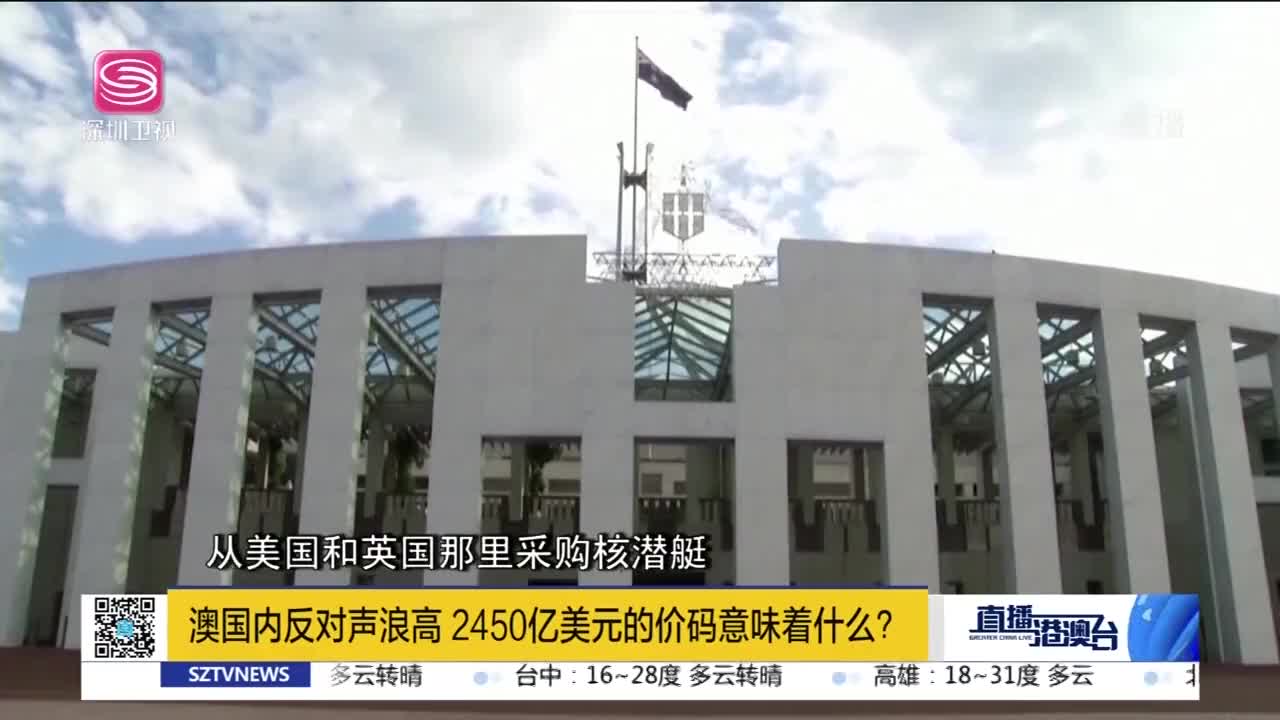 深圳卫视
从美国和英国那里采购核潜艇
澳国内反对声浪高 2450亿美元的价码意味着什么?
直播港澳台
GREATER CHINA LIVE
SZTVNEWS
多云转晴 台中：16~28度 多云转晴 高雄：18~31度 多云